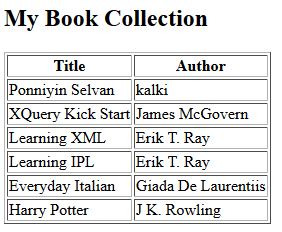 My Book Collection
Title Author
Ponniyin Selvan kalki
XQuery Kick Start James McGovern
Learning XML Erik T. Ray
Learning IPL Erik T. Ray
Everyday Italian Giada De Laurentiis
Harry Potter J K. Rowling